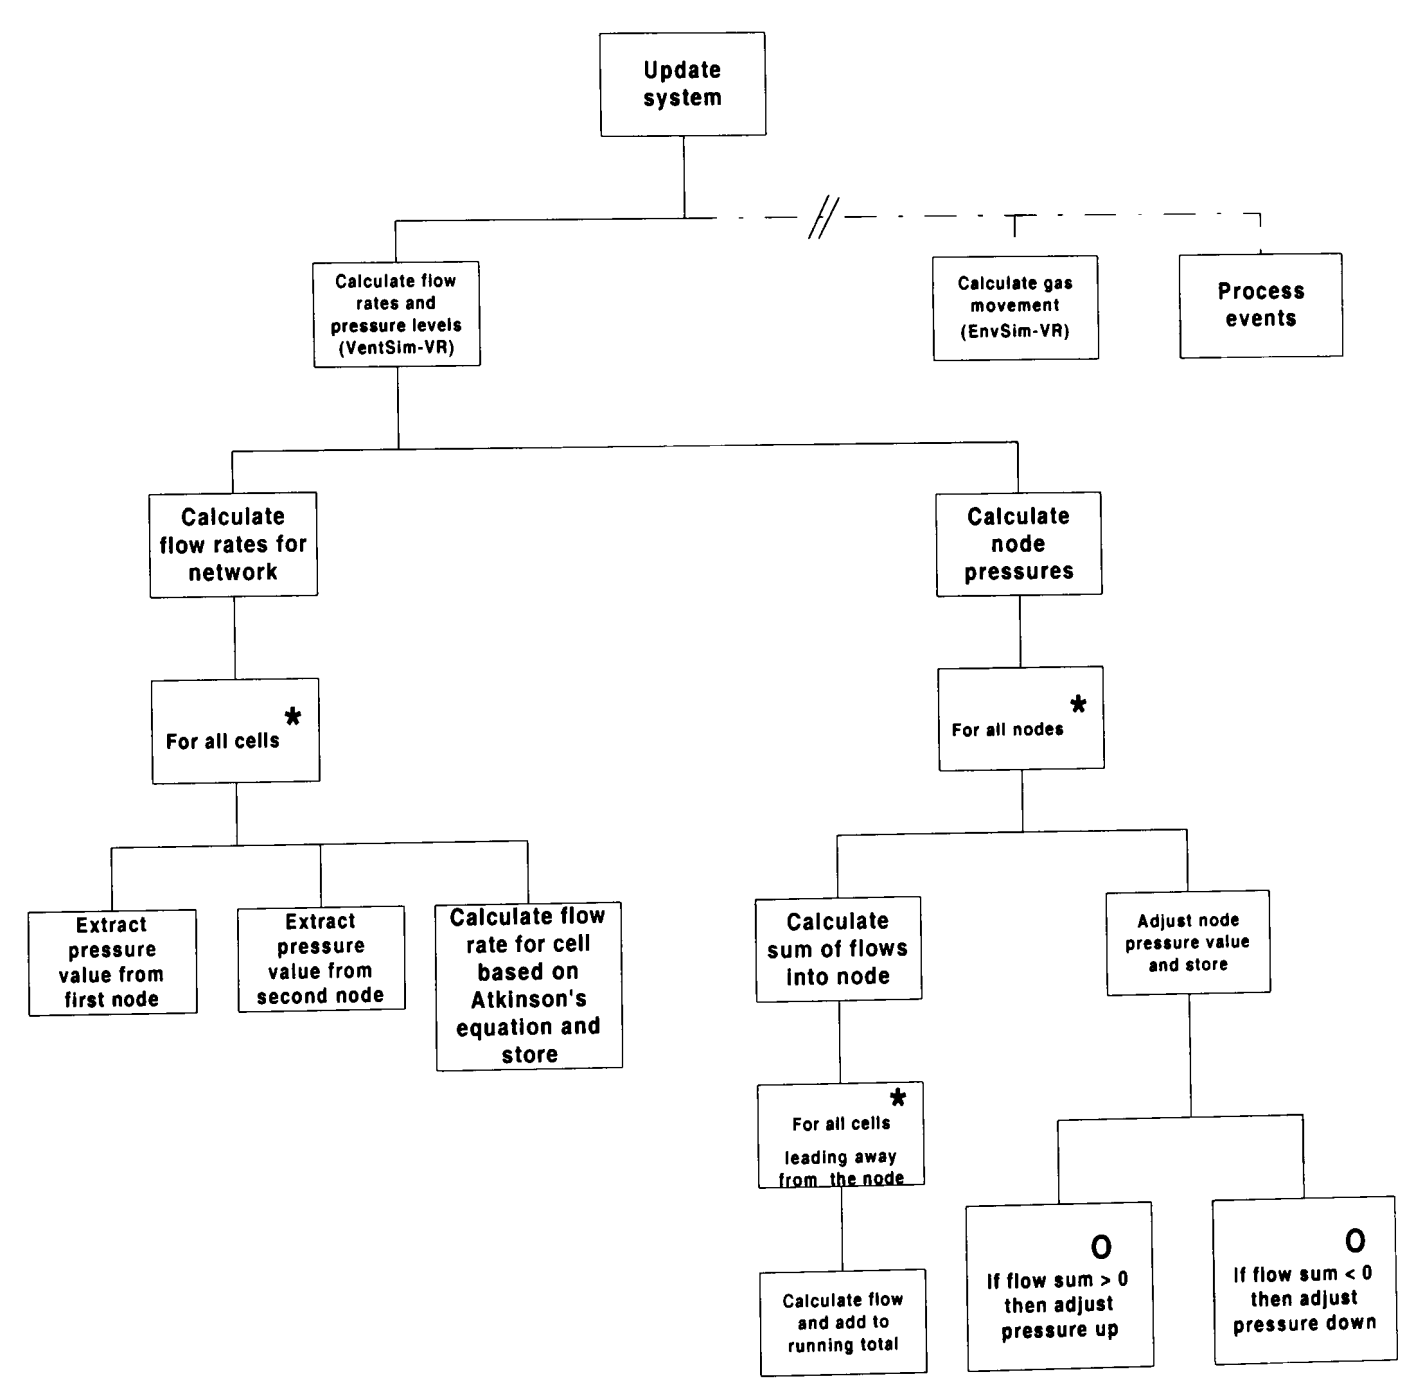 Update
system
Calculate flow
rates and
pressure levels
(VentSim-VR)
Calculate gas
movement
(EnvSim-VR)
Process
events
Calculate
flow rates for
network
Calculate
node
pressures
*
For all cells
*
For all nodes
Extract
pressure
value from
first node
Extract
pressure
value from
second node
Calculate flow
rate for cell
based on
Atkinson's
equation and
store
Calculate
sum of flows
into node
Adjust node
pressure value
and store
*
For all cells
leading away
from the node
Calculate flow
and add to
running total
O
If flow sum > 0
then adjust
pressure up
O
If flow sum < 0
then adjust
pressure down